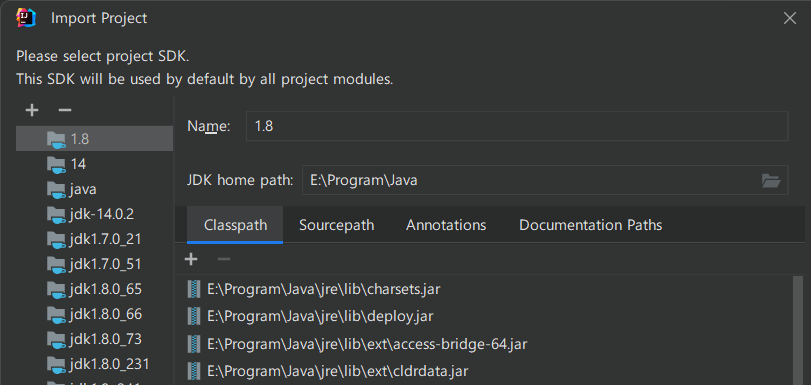 IJ
Import Project
Please select project SDK.
This SDK will be used by default by all project modules.
1.8
14
java
jdk-14.0.2
jdk1.7.0_21
jdk1.7.0_51
jdk1.8.0_65
jdk1.8.0_66
jdk1.8.0_73
jdk1.8.0_231
Name: 1.8
JDK home path: E:\Program\Java
Classpath Sourcepath Annotations Documentation Paths
E:\Program\Java\jre\lib\charsets.jar
E:\Program\Java\jre\lib\deploy.jar
E:\Program\Java\jre\lib\ext\access-bridge-64.jar
E:\Program\Java\jre\lib\ext\cldrdata.jar